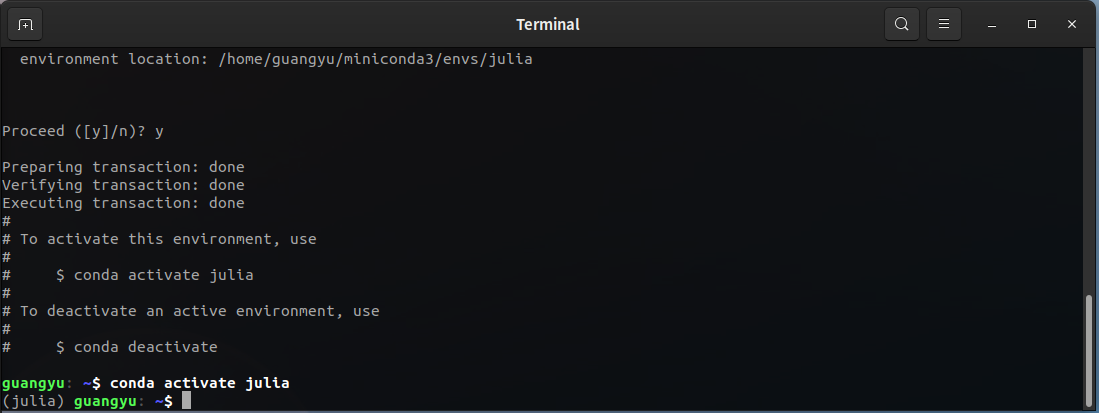 Terminal
environment location: /home/guangyu/miniconda3/envs/julia
Proceed ([y]/n)? y
Preparing transaction: done
Verifying transaction: done
Executing transaction: done
#
# To activate this environment, use
#
#     $ conda activate julia
#
# To deactivate an active environment, use
#
#     $ conda deactivate
guangyu: ~$ conda activate julia
(julia) guangyu: ~$